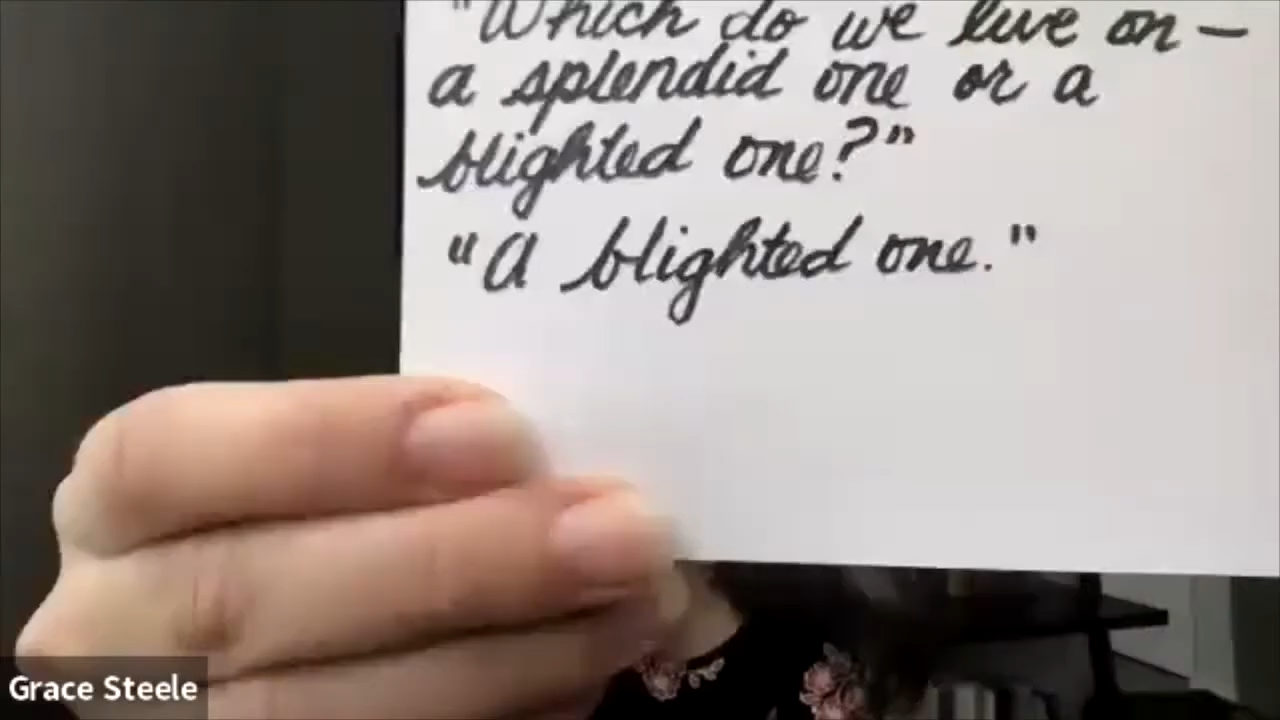 "Which do we live on —
a splendid one or a
blighted one?"
"A blighted one."
Grace Steele